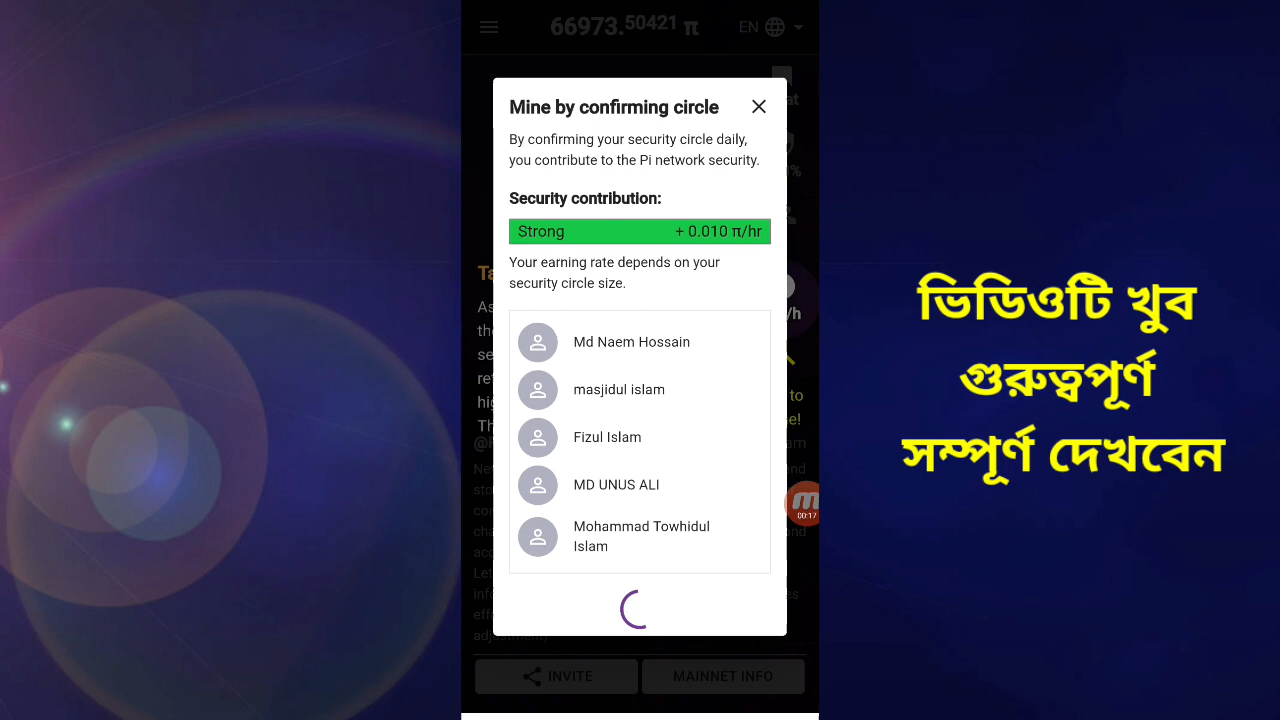 66973.50421 π
EN
Mine by confirming circle
By confirming your security circle daily,
you contribute to the Pi network security.
Security contribution:
Strong + 0.010 π/hr
Your earning rate depends on your
security circle size.
Md Naem Hossain
masjidul islam
Fizul Islam
MD UNUS ALI
Mohammad Towhidul
Islam
00:17
INVITE
MAINNET INFO
ভিডিওটি খুব
গুরুত্বপূর্ণ
সম্পূর্ণ দেখবেন